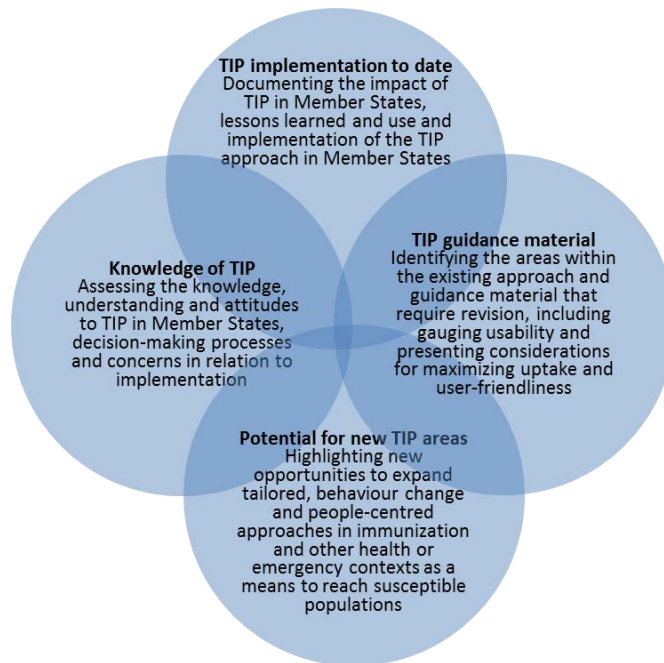 TIP implementation to date
Documenting the impact of
TIP in Member States,
lessons learned and use and
implementation of the TIP
approach in Member States
Knowledge of TIP
Assessing the knowledge,
understanding and attitudes
to TIP in Member States,
decision-making processes
and concerns in relation to
implementation
TIP guidance material
Identifying the areas within
the existing approach and
guidance material that
require revision, including
gauging usability and
presenting considerations
for maximizing uptake and
user-friendliness
Potential for new TIP areas
Highlighting new
opportunities to expand
tailored, behaviour change
and people-centred
approaches in immunization
and other health or
emergency contexts as a
means to reach susceptible
populations